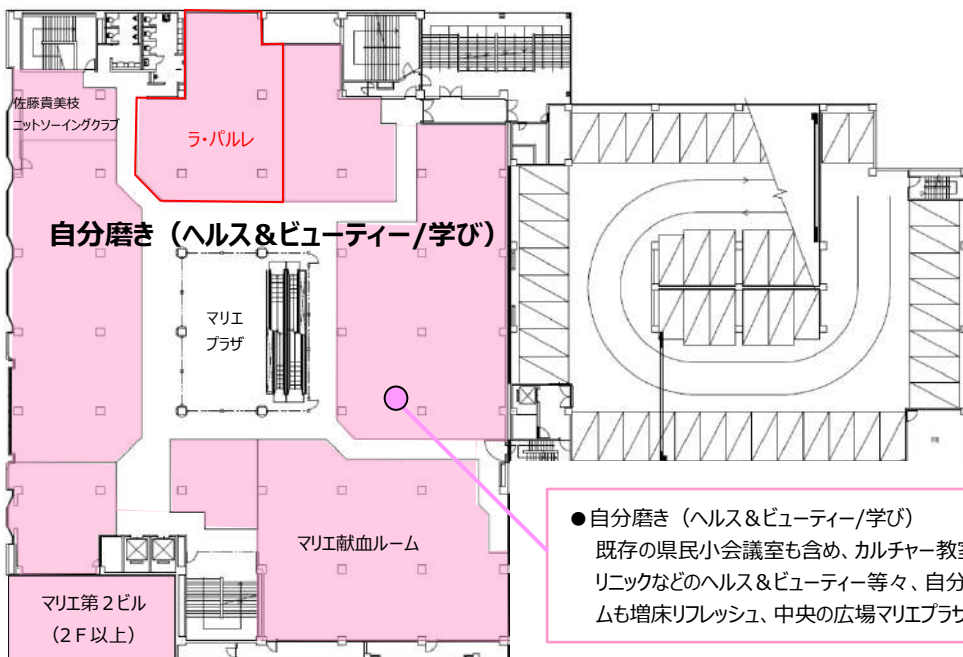 佐藤貴美枝
ニットソーイングクラブ
ラ・パルレ
自分磨き（ヘルス＆ビューティー/学び）
マリエ
プラザ
マリエ献血ルーム
マリエ第２ビル
（２Ｆ以上）
●自分磨き（ヘルス＆ビューティー/学び）
既存の県民小会議室も含め、カルチャー教室
リニックなどのヘルス＆ビューティー等々、自分
ムも増床リフレッシュ、中央の広場マリエプラザ